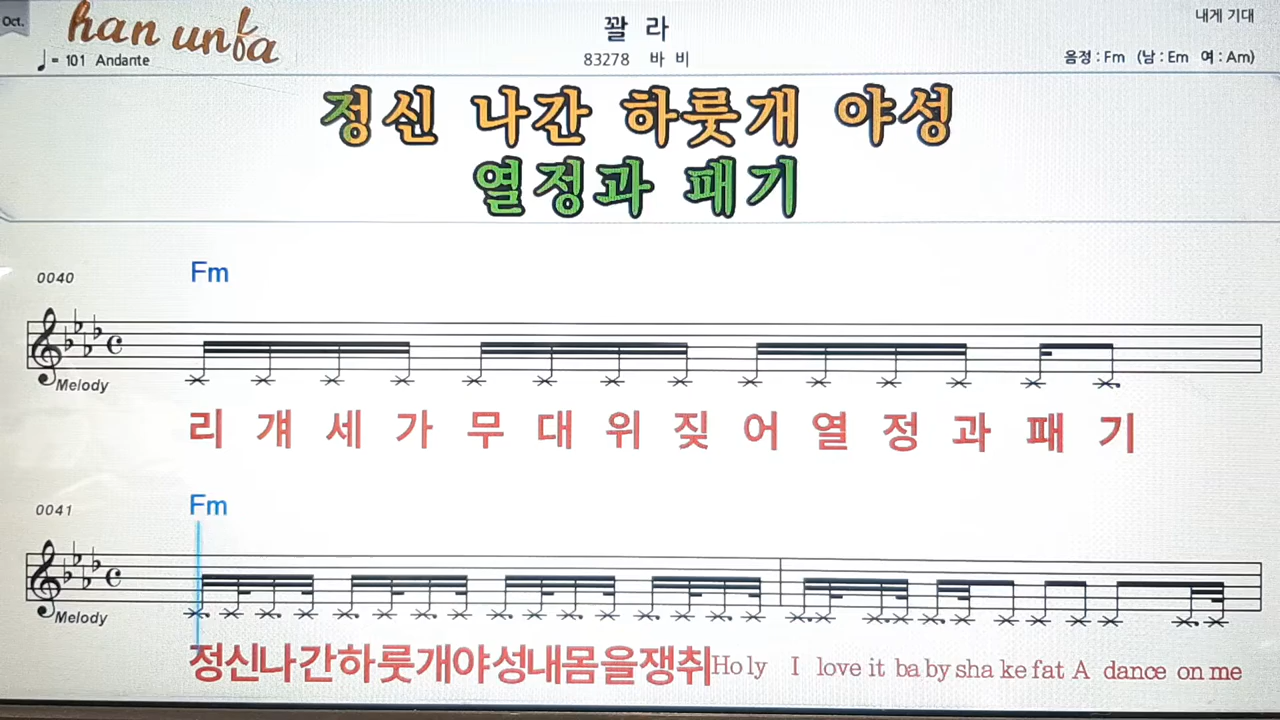 Oct.
han unfa
꽐 라
내게 기대
♩= 101 Andante
83278 바 비
음정 : Fm (남 : Em 여 : Am)
정신 나간 하룻개 야성
열정과 패기
0040
Fm
Melody
리 걔 세 가 무 대 위 짖 어 열 정 과 패 기
0041
Fm
Melody
정신나간하룻개야성내몸을쟁취Holy I love it ba by sha ke fat A dance on me